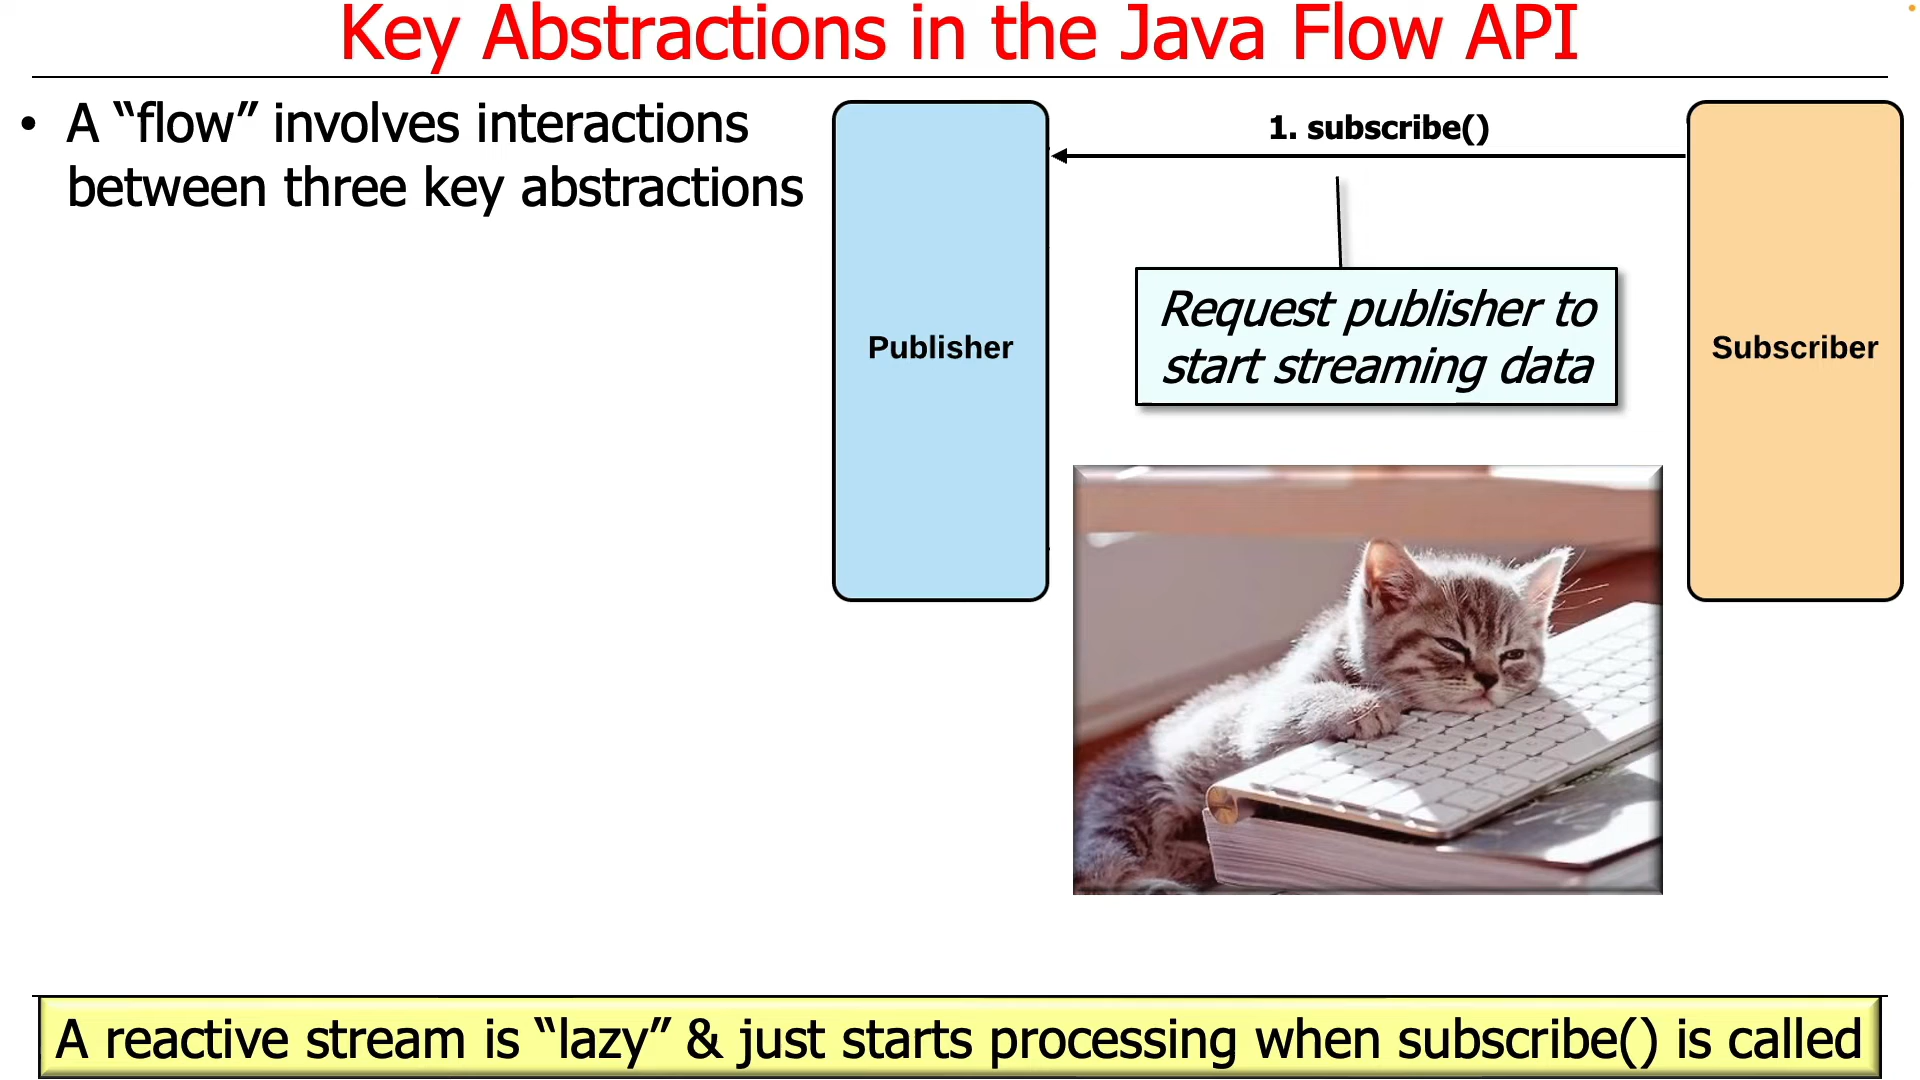 Key Abstractions in the Java Flow API
• A “flow” involves interactions
between three key abstractions
1. subscribe()
Request publisher to
start streaming data
Publisher
Subscriber
A reactive stream is “lazy” & just starts processing when subscribe() is called